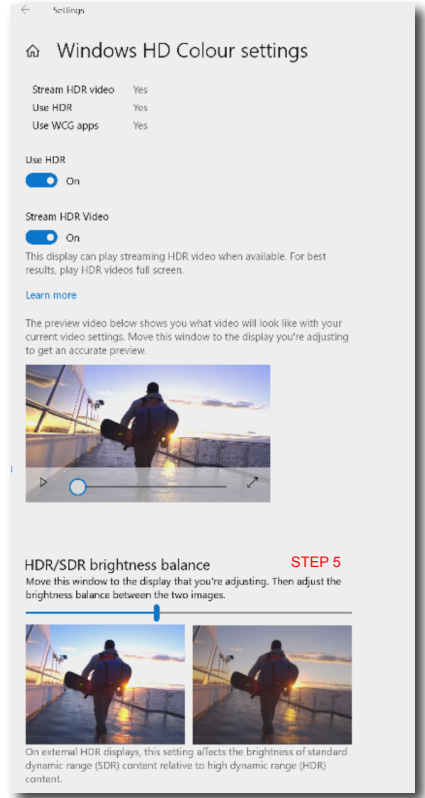 Settings
Windows HD Colour settings
Stream HDR video Yes
Use HDR Yes
Use WCG apps Yes
Use HDR
On
Stream HDR Video
On
This display can play streaming HDR video when available. For best
results, play HDR videos full screen.
Learn more
The preview video below shows you what video will look like with your
current video settings. Move this window to the display you're adjusting
to get an accurate preview.
HDR/SDR brightness balance STEP 5
Move this window to the display that you're adjusting. Then adjust the
brightness balance between the two images.
On external HDR displays, this setting affects the brightness of standard
dynamic range (SDR) content relative to high dynamic range (HDR)
content.